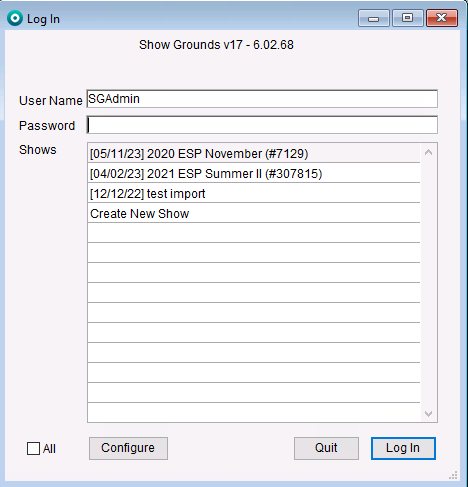 Log In
Show Grounds v17 - 6.02.68
User Name SGAdmin
Password
Shows
[05/11/23] 2020 ESP November (#7129)
[04/02/23] 2021 ESP Summer II (#307815)
[12/12/22] test import
Create New Show
All Configure Quit Log In